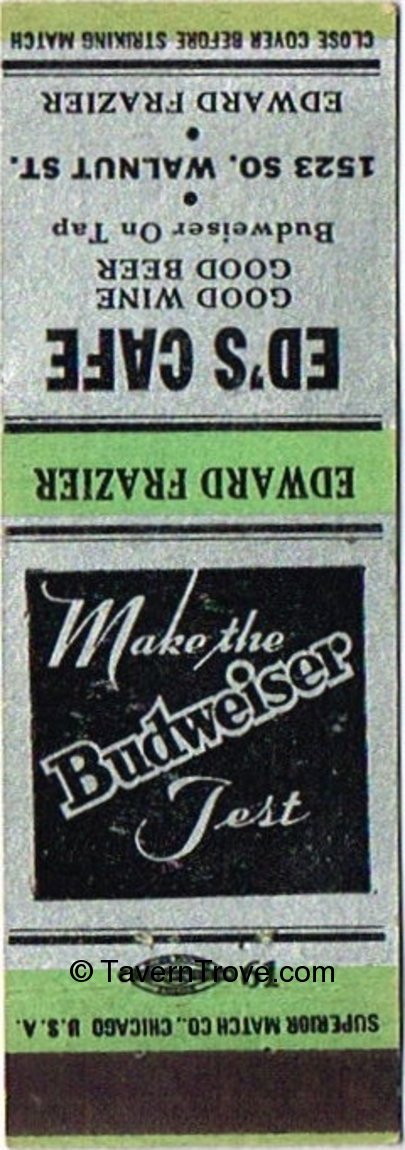 CLOSE COVER BEFORE STRIKING MATCH
EDWARD FRAZIER
•
1523 SO. WALNUT ST.
•
Budweiser On Tap
GOOD BEER
GOOD WINE
ED'S CAFE
EDWARD FRAZIER
Make the
Budweiser
Test
© TavernTrove.com
SUPERIOR MATCH CO., CHICAGO U.S.A.